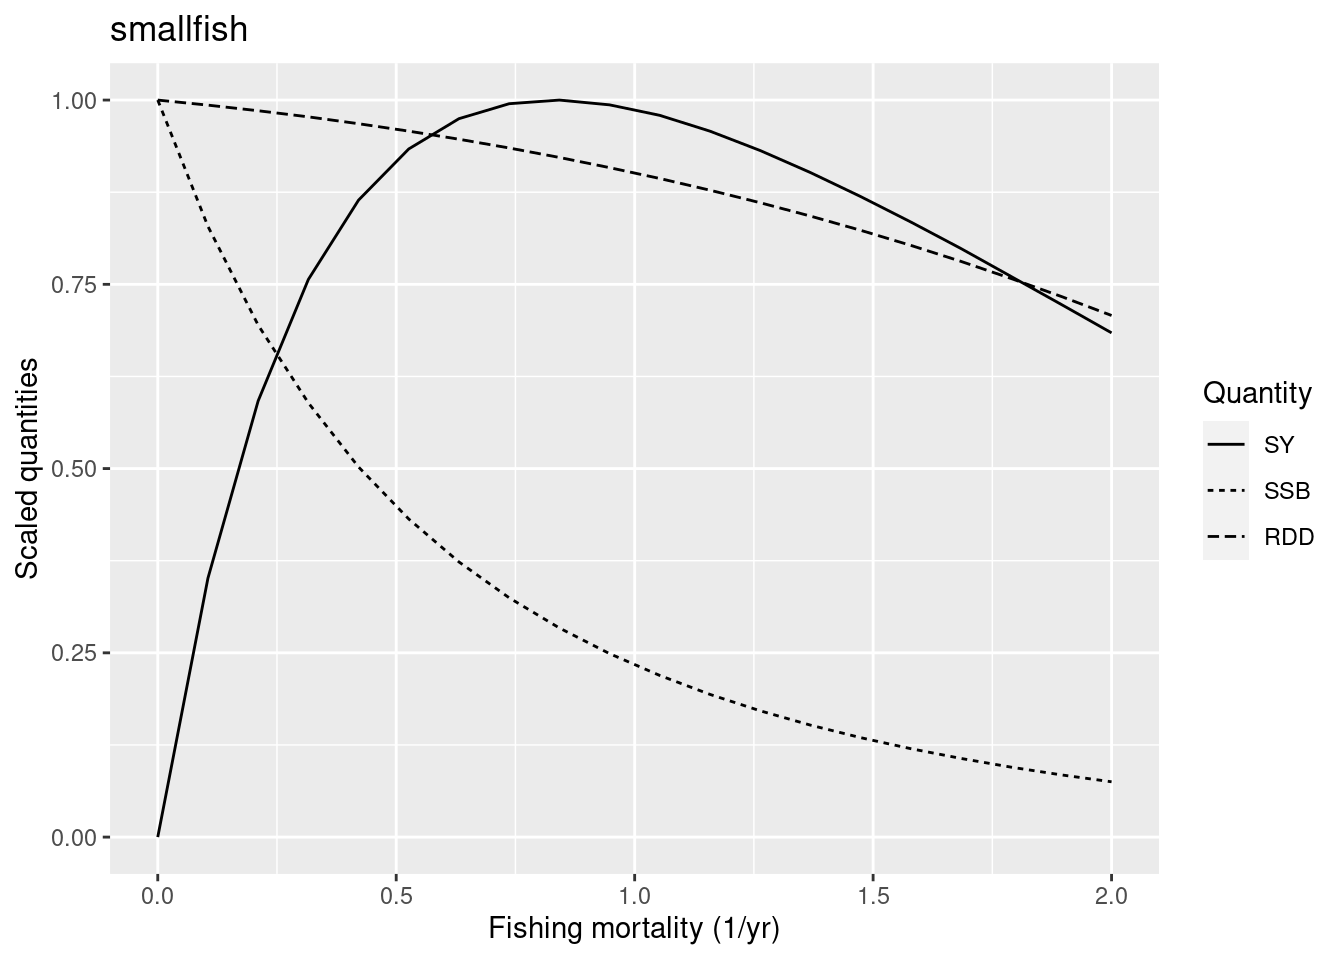 smallfish
1.00
0.75
0.50
0.25
0.00
Scaled quantities
0.0 0.5 1.0 1.5 2.0
Fishing mortality (1/yr)
Quantity
SY
SSB
RDD